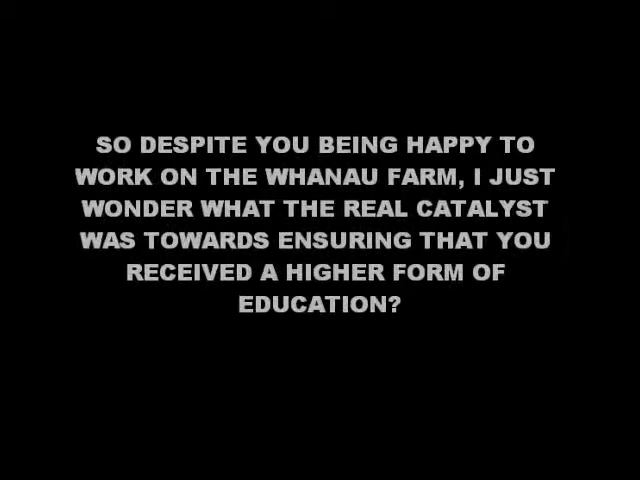 SO DESPITE YOU BEING HAPPY TO
WORK ON THE WHANAU FARM, I JUST
WONDER WHAT THE REAL CATALYST
WAS TOWARDS ENSURING THAT YOU
RECEIVED A HIGHER FORM OF
EDUCATION?